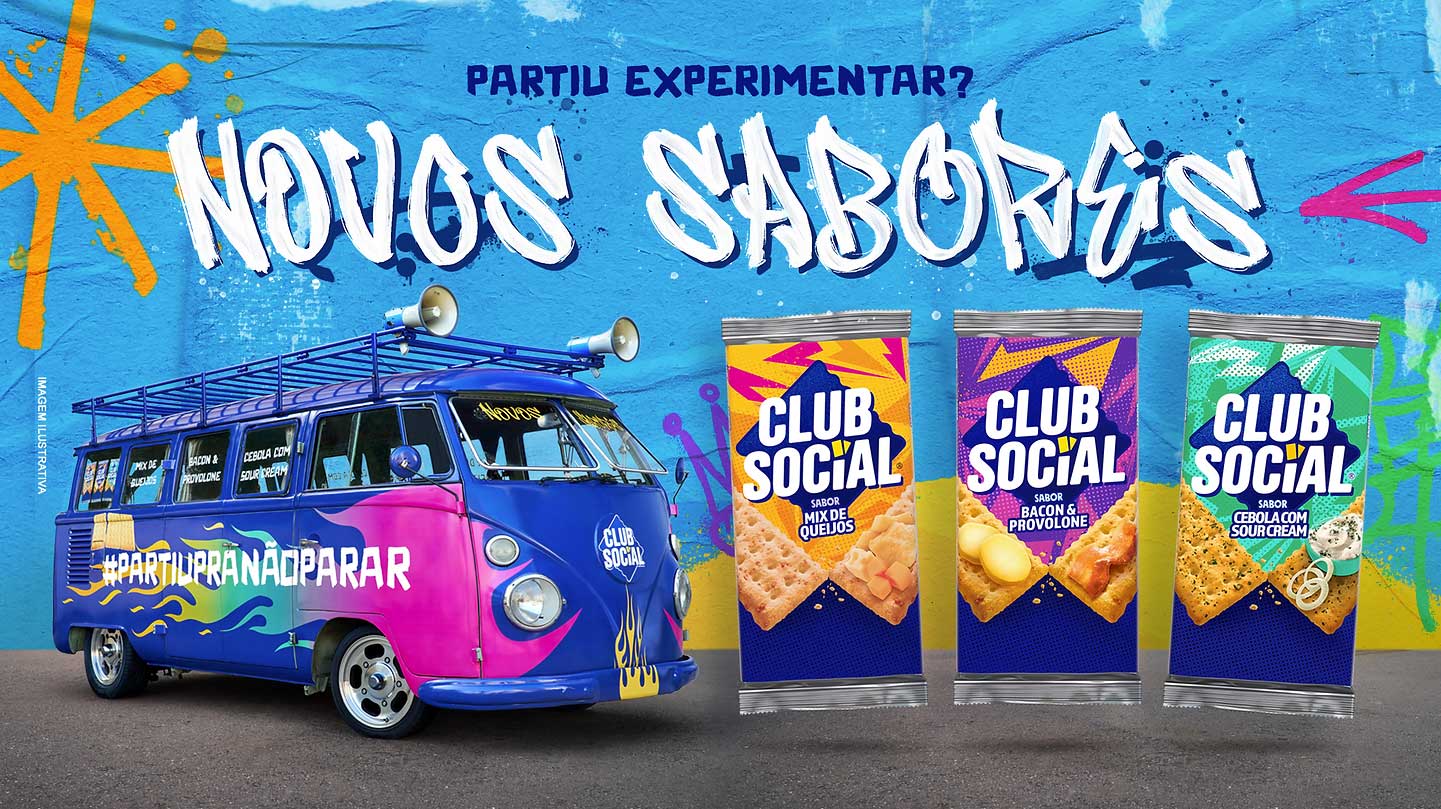 PARTIU EXPERIMENTAR?
NOVOS SABORES
IMAGEM ILUSTRATIVA
NOVOS
MIX DE
QUEIJOS
BACON &
PROVOLONE
CEBOLA COM
SOUR CREAM
#PARTIUPRANÃOPARAR
CLUB
SOCIAL
CLUB
SOCIAL®
SABOR
MIX DE
QUEIJOS
CLUB
SOCIAL
SABOR
BACON &
PROVOLONE
CLUB
SOCIAL®
SABOR
CEBOLA COM
SOUR CREAM